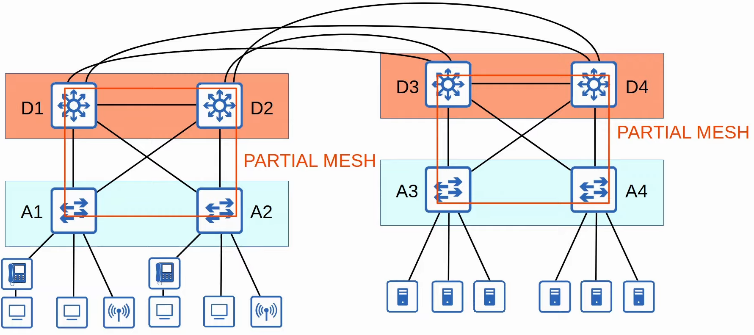 D1
D2
D3
D4
PARTIAL MESH
PARTIAL MESH
A1
A2
A3
A4